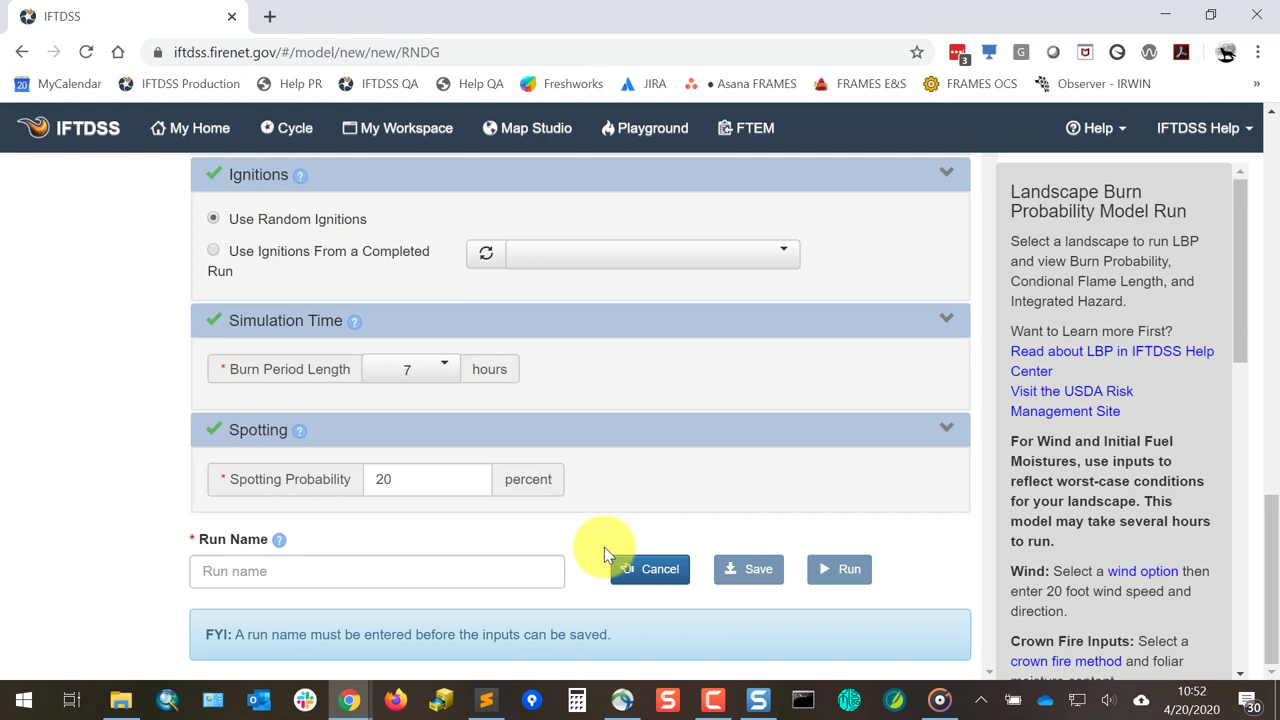 IFTDSS
iftdss.firenet.gov/#/model/new/new/RNDG
3
G
20 MyCalendar
IFTDSS Production
Help PR
IFTDSS QA
Help QA
Freshworks
JIRA
● Asana FRAMES
FRAMES E&S
FRAMES OCS
Observer - IRWIN
»
IFTDSS
My Home
Cycle
My Workspace
Map Studio
Playground
FTEM
Help
IFTDSS Help
Ignitions ?
Use Random Ignitions
Use Ignitions From a Completed
Run
Simulation Time ?
* Burn Period Length 7 hours
Spotting ?
* Spotting Probability 20 percent
* Run Name ?
Run name
Cancel
Save
Run
FYI: A run name must be entered before the inputs can be saved.
Landscape Burn
Probability Model Run
Select a landscape to run LBP
and view Burn Probability,
Condional Flame Length, and
Integrated Hazard.
Want to Learn more First?
Read about LBP in IFTDSS Help
Center
Visit the USDA Risk
Management Site
For Wind and Initial Fuel
Moistures, use inputs to
reflect worst-case conditions
for your landscape. This
model may take several hours
to run.
Wind: Select a wind option then
enter 20 foot wind speed and
direction.
Crown Fire Inputs: Select a
crown fire method and foliar
moisture content.
10:52
4/20/2020
30